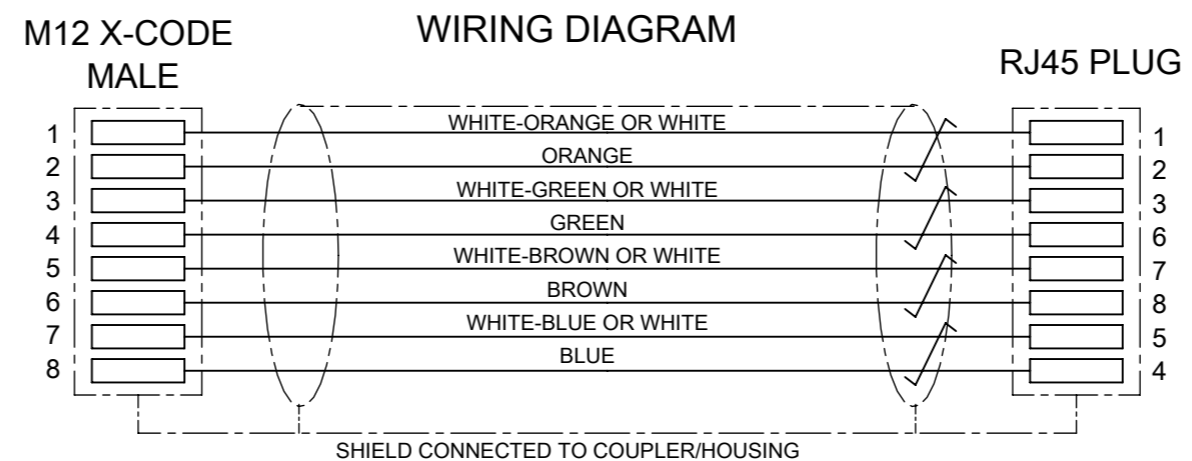 WIRING DIAGRAM
M12 X-CODE
MALE
RJ45 PLUG
1 WHITE-ORANGE OR WHITE 1
2 ORANGE 2
3 WHITE-GREEN OR WHITE 3
4 GREEN 6
5 WHITE-BROWN OR WHITE 7
6 BROWN 8
7 WHITE-BLUE OR WHITE 5
8 BLUE 4
SHIELD CONNECTED TO COUPLER/HOUSING